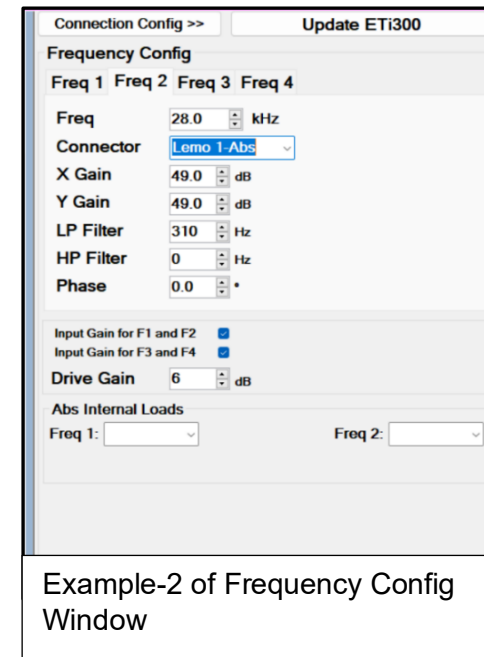 Connection Config >> Update ETi300
Frequency Config
Freq 1 Freq 2 Freq 3 Freq 4
Freq 28.0 kHz
Connector Lemo 1-Abs
X Gain 49.0 dB
Y Gain 49.0 dB
LP Filter 310 Hz
HP Filter 0 Hz
Phase 0.0 °
Input Gain for F1 and F2
Input Gain for F3 and F4
Drive Gain 6 dB
Abs Internal Loads
Freq 1: Freq 2:
Example-2 of Frequency Config
Window